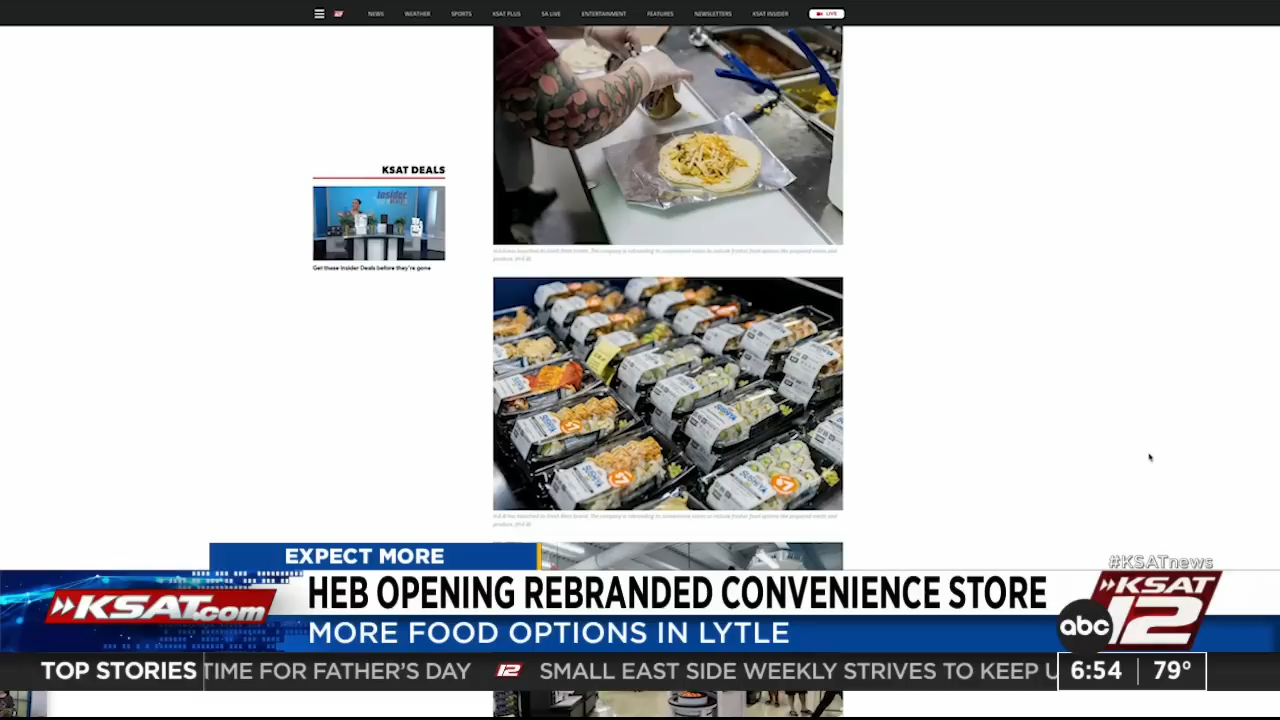 NEWS WEATHER SPORTS KSAT PLUS SA LIVE ENTERTAINMENT FEATURES NEWSLETTERS KSAT INSIDER LIVE
KSAT DEALS
Insider
Get these Insider Deals before they're gone
EXPECT MORE
#KSATnews
HEB OPENING REBRANDED CONVENIENCE STORE
MORE FOOD OPTIONS IN LYTLE
KSAT.com
KSAT
abc 12
TOP STORIES TIME FOR FATHER'S DAY 12 SMALL EAST SIDE WEEKLY STRIVES TO KEEP U
6:54 79°